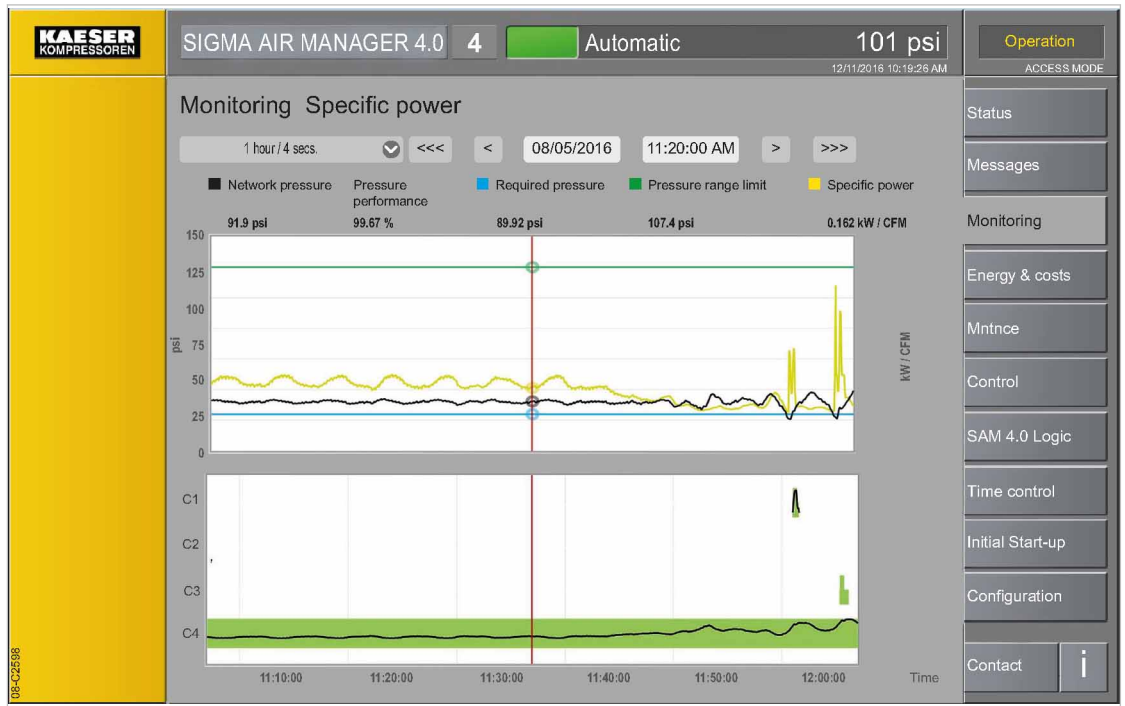 KAESER
KOMPRESSOREN
SIGMA AIR MANAGER 4.0
4
Automatic
101 psi
12/11/2016 10:19:26 AM
Operation
ACCESS MODE
Monitoring Specific power
1 hour / 4 secs.
<<<
<
08/05/2016
11:20:00 AM
>
>>>
Network pressure
Pressure
performance
Required pressure
Pressure range limit
Specific power
91.9 psi
99.67 %
89.92 psi
107.4 psi
0.162 kW / CFM
150
125
100
75
50
25
0
psi
kW / CFM
C1
C2
C3
C4
11:10:00
11:20:00
11:30:00
11:40:00
11:50:00
12:00:00
Time
Status
Messages
Monitoring
Energy & costs
Mntnce
Control
SAM 4.0 Logic
Time control
Initial Start-up
Configuration
Contact
i
08-C2598